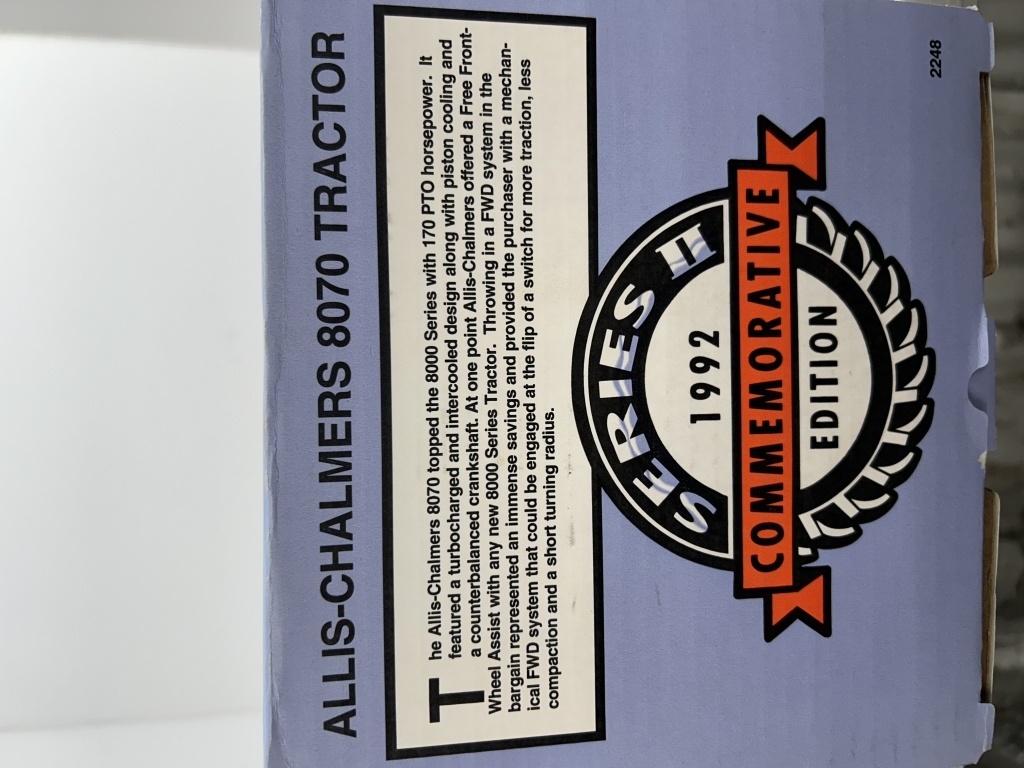 ALLIS-CHALMERS 8070 TRACTOR
The Allis-Chalmers 8070 topped the 8000 Series with 170 PTO horsepower. It
featured a turbocharged and intercooled design along with piston cooling and
a counterbalanced crankshaft. At one point Allis-Chalmers offered a Free Front-
Wheel Assist with any new 8000 Series Tractor. Throwing in a FWD system in the
bargain represented an immense savings and provided the purchaser with a mechan-
ical FWD system that could be engaged at the flip of a switch for more traction, less
compaction and a short turning radius.
SERIES II
1992
COMMEMORATIVE
EDITION
2248